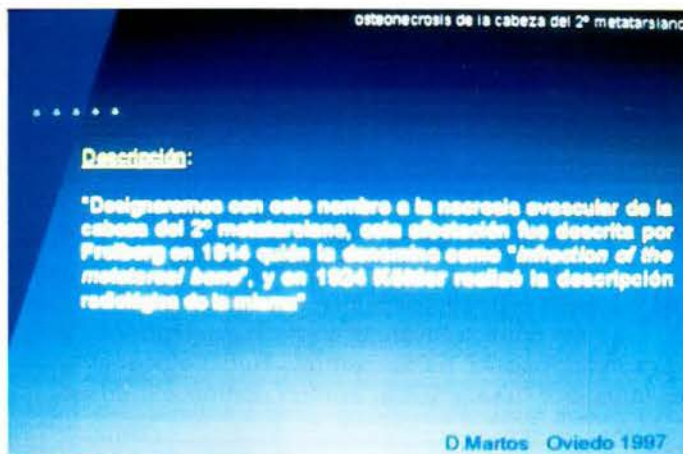 osteonecrosis de la cabeza del 2º metatarsiano
Descripción:
"Designaremos con este nombre a la necrosis avascular de la
cabeza del 2º metatarsiano, esta afectación fue descrita por
Freiberg en 1914 quién la denomino como "infraction of the
metatarsal bone", y en 1924 Köhler realizó la descripción
radiológica de la misma"
D.Martos Oviedo 1997